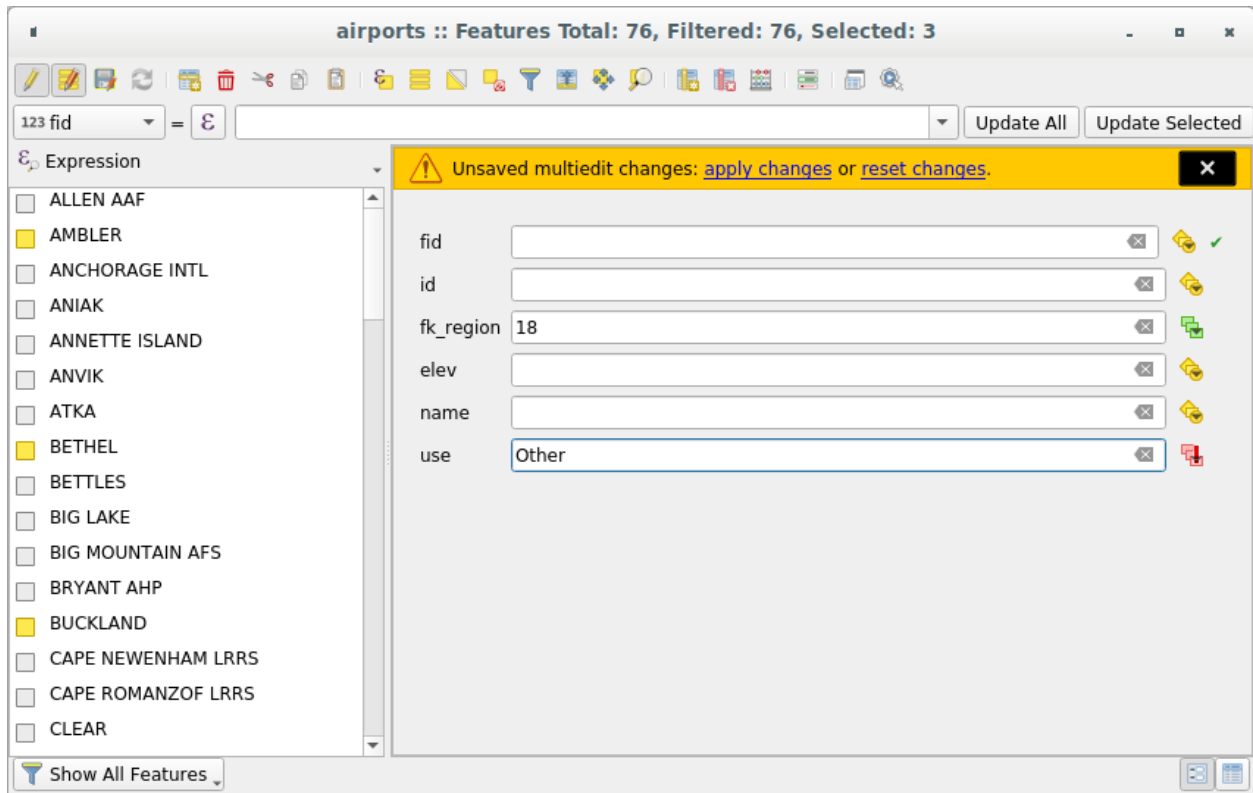 airports :: Features Total: 76, Filtered: 76, Selected: 3
123 fid = ε Update All Update Selected
ε Expression
Unsaved multiedit changes: apply changes or reset changes.
ALLEN AAF
AMBLER
ANCHORAGE INTL
ANIAK
ANNETTE ISLAND
ANVIK
ATKA
BETHEL
BETTLES
BIG LAKE
BIG MOUNTAIN AFS
BRYANT AHP
BUCKLAND
CAPE NEWENHAM LRRS
CAPE ROMANZOF LRRS
CLEAR
fid
id
fk_region 18
elev
name
use Other
Show All Features